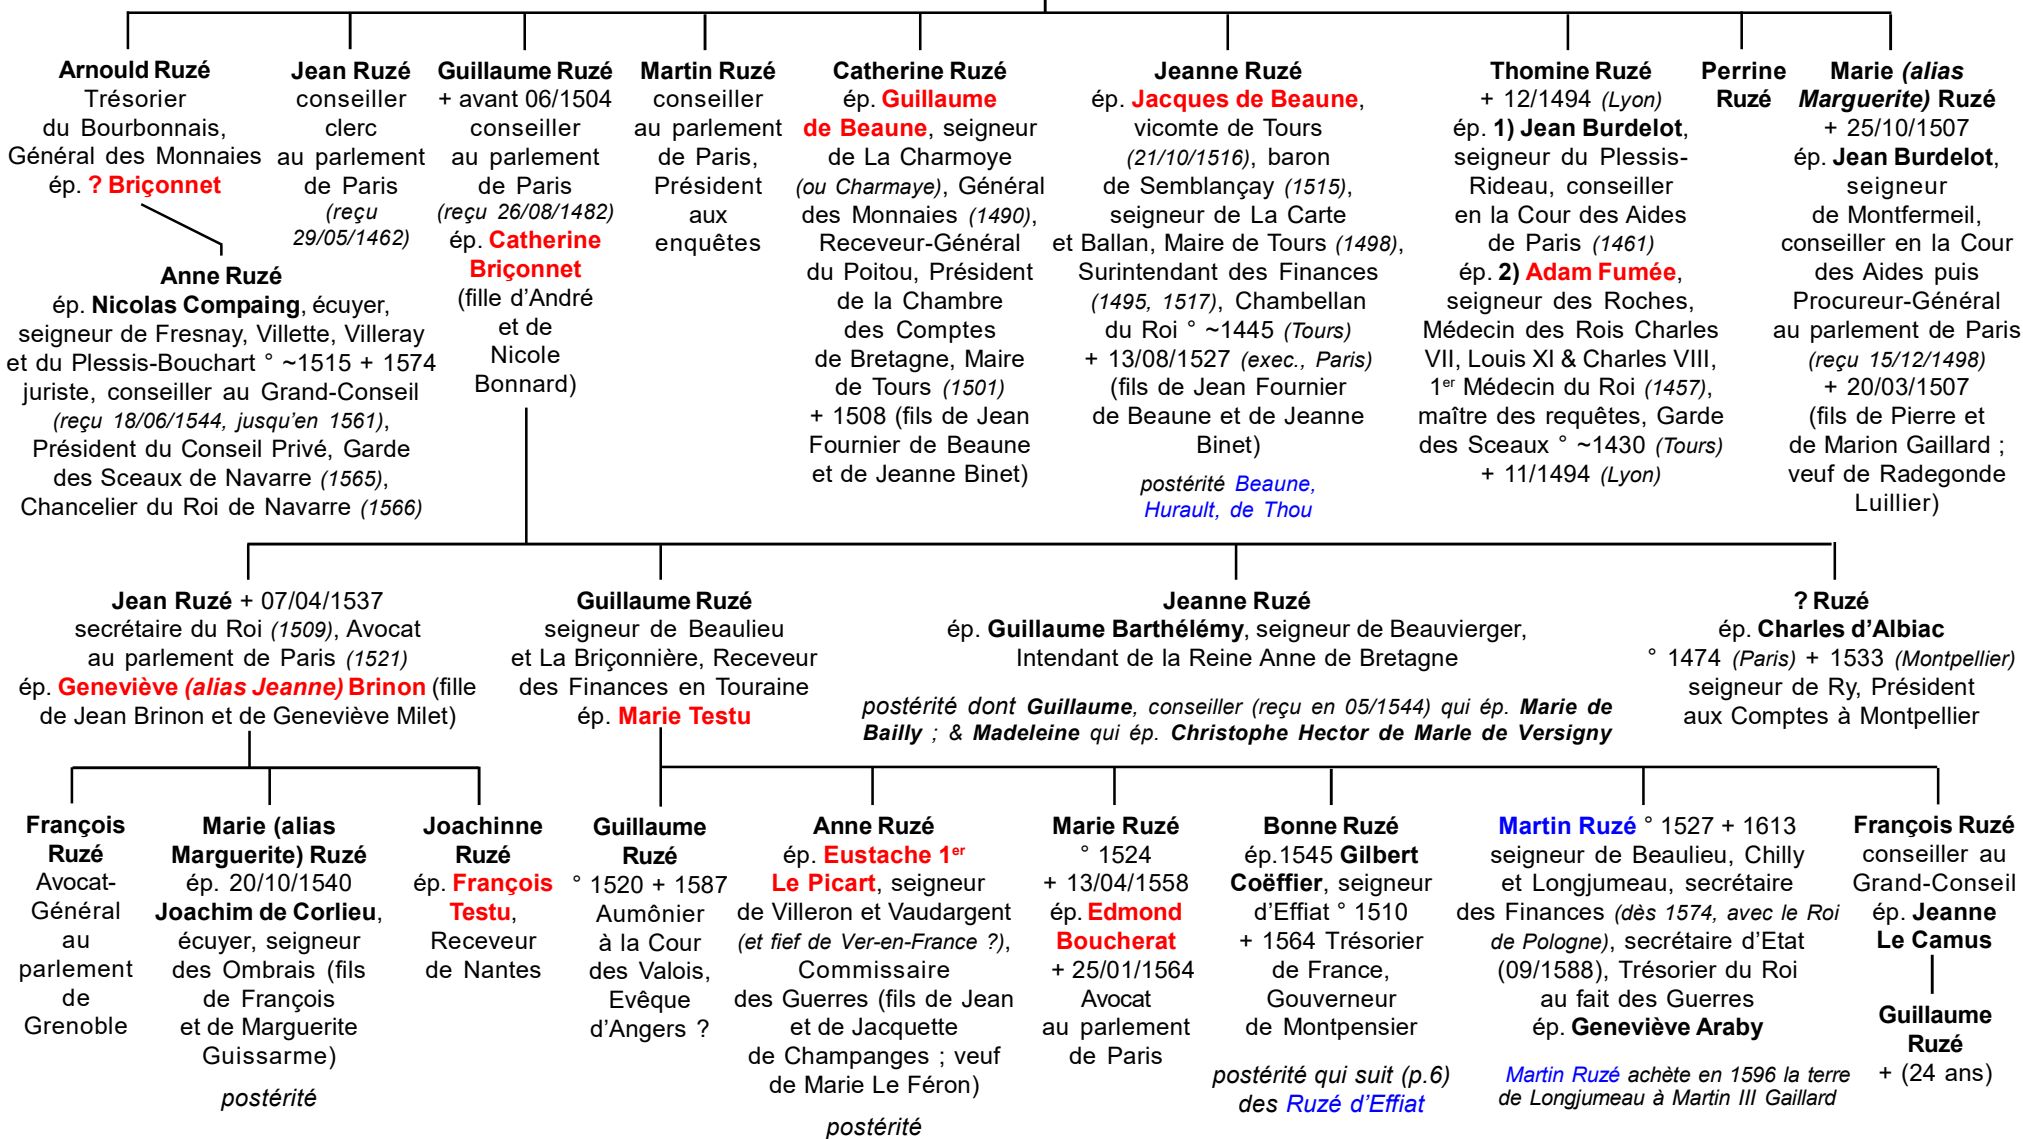 Arnould Ruzé
Trésorier
du Bourbonnais,
Général des Monnaies
ép. ? Briçonnet
Jean Ruzé
conseiller
clerc
au parlement
de Paris
(reçu
29/05/1462)
Guillaume Ruzé
+ avant 06/1504
conseiller
au parlement
de Paris
(reçu 26/08/1482)
ép. Catherine
Briçonnet
(fille d’André
et de
Nicole
Bonnard)
Martin Ruzé
conseiller
au parlement
de Paris,
Président
aux
enquêtes
Catherine Ruzé
ép. Guillaume
de Beaune, seigneur
de La Charmoye
(ou Charmaye), Général
des Monnaies (1490),
Receveur-Général
du Poitou, Président
de la Chambre
des Comptes
de Bretagne, Maire
de Tours (1501)
+ 1508 (fils de Jean
Fournier de Beaune
et de Jeanne Binet)
Jeanne Ruzé
ép. Jacques de Beaune,
vicomte de Tours
(21/10/1516), baron
de Semblançay (1515),
seigneur de La Carte
et Ballan, Maire de Tours (1498),
Surintendant des Finances
(1495, 1517), Chambellan
du Roi ° ~1445 (Tours)
+ 13/08/1527 (exec., Paris)
(fils de Jean Fournier
de Beaune et de Jeanne
Binet)
postérité Beaune,
Hurault, de Thou
Thomine Ruzé
+ 12/1494 (Lyon)
ép. 1) Jean Burdelot,
seigneur du Plessis-
Rideau, conseiller
en la Cour des Aides
de Paris (1461)
ép. 2) Adam Fumée,
seigneur des Roches,
Médecin des Rois Charles
VII, Louis XI & Charles VIII,
1er Médecin du Roi (1457),
maître des requêtes, Garde
des Sceaux ° ~1430 (Tours)
+ 11/1494 (Lyon)
Perrine
Ruzé
Marie (alias
Marguerite) Ruzé
+ 25/10/1507
ép. Jean Burdelot,
seigneur
de Montfermeil,
conseiller en la Cour
des Aides puis
Procureur-Général
au parlement de Paris
(reçu 15/12/1498)
+ 20/03/1507
(fils de Pierre et
de Marion Gaillard ;
veuf de Radegonde
Luillier)
Anne Ruzé
ép. Nicolas Compaing, écuyer,
seigneur de Fresnay, Villette, Villeray
et du Plessis-Bouchart ° ~1515 + 1574
juriste, conseiller au Grand-Conseil
(reçu 18/06/1544, jusqu’en 1561),
Président du Conseil Privé, Garde
des Sceaux de Navarre (1565),
Chancelier du Roi de Navarre (1566)
Jean Ruzé + 07/04/1537
secrétaire du Roi (1509), Avocat
au parlement de Paris (1521)
ép. Geneviève (alias Jeanne) Brinon (fille
de Jean Brinon et de Geneviève Milet)
Guillaume Ruzé
seigneur de Beaulieu
et La Briçonnière, Receveur
des Finances en Touraine
ép. Marie Testu
Jeanne Ruzé
ép. Guillaume Barthélémy, seigneur de Beauvierger,
Intendant de la Reine Anne de Bretagne
postérité dont Guillaume, conseiller (reçu en 05/1544) qui ép. Marie de
Bailly ; & Madeleine qui ép. Christophe Hector de Marle de Versigny
? Ruzé
ép. Charles d’Albiac
° 1474 (Paris) + 1533 (Montpellier)
seigneur de Ry, Président
aux Comptes à Montpellier
François
Ruzé
Avocat-
Général
au
parlement
de
Grenoble
Marie (alias
Marguerite) Ruzé
ép. 20/10/1540
Joachim de Corlieu,
écuyer, seigneur
des Ombrais (fils
de François
et de Marguerite
Guissarme)
postérité
Joachinne
Ruzé
ép. François
Testu,
Receveur
de Nantes
Guillaume
Ruzé
° 1520 + 1587
Aumônier
à la Cour
des Valois,
Evêque
d’Angers ?
Anne Ruzé
ép. Eustache 1er
Le Picart, seigneur
de Villeron et Vaudargent
(et fief de Ver-en-France ?),
Commissaire
des Guerres (fils de Jean
et de Jacquette
de Champanges ; veuf
de Marie Le Féron)
postérité
Marie Ruzé
° 1524
+ 13/04/1558
ép. Edmond
Boucherat
+ 25/01/1564
Avocat
au parlement
de Paris
Bonne Ruzé
ép.1545 Gilbert
Coëffier, seigneur
d’Effiat ° 1510
+ 1564 Trésorier
de France,
Gouverneur
de Montpensier
postérité qui suit (p.6)
des Ruzé d’Effiat
Martin Ruzé ° 1527 + 1613
seigneur de Beaulieu, Chilly
et Longjumeau, secrétaire
des Finances (dès 1574, avec le Roi
de Pologne), secrétaire d’Etat
(09/1588), Trésorier du Roi
au fait des Guerres
ép. Geneviève Araby
Martin Ruzé achète en 1596 la terre
de Longjumeau à Martin III Gaillard
François Ruzé
conseiller au
Grand-Conseil
ép. Jeanne
Le Camus
Guillaume
Ruzé
+ (24 ans)